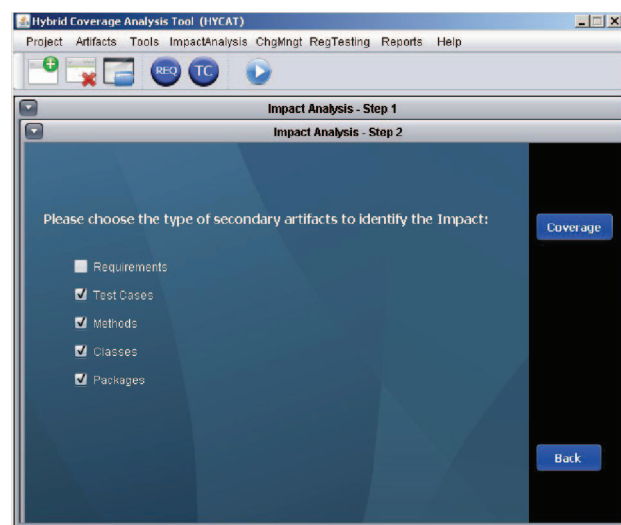 Hybrid Coverage Analysis Tool (HYCAT)
Project Artifacts Tools ImpactAnalysis ChgMngt RegTesting Reports Help
REQ TC
Impact Analysis - Step 1
Impact Analysis - Step 2
Please choose the type of secondary artifacts to identify the Impact:
Coverage
Requirements
Test Cases
Methods
Classes
Packages
Back